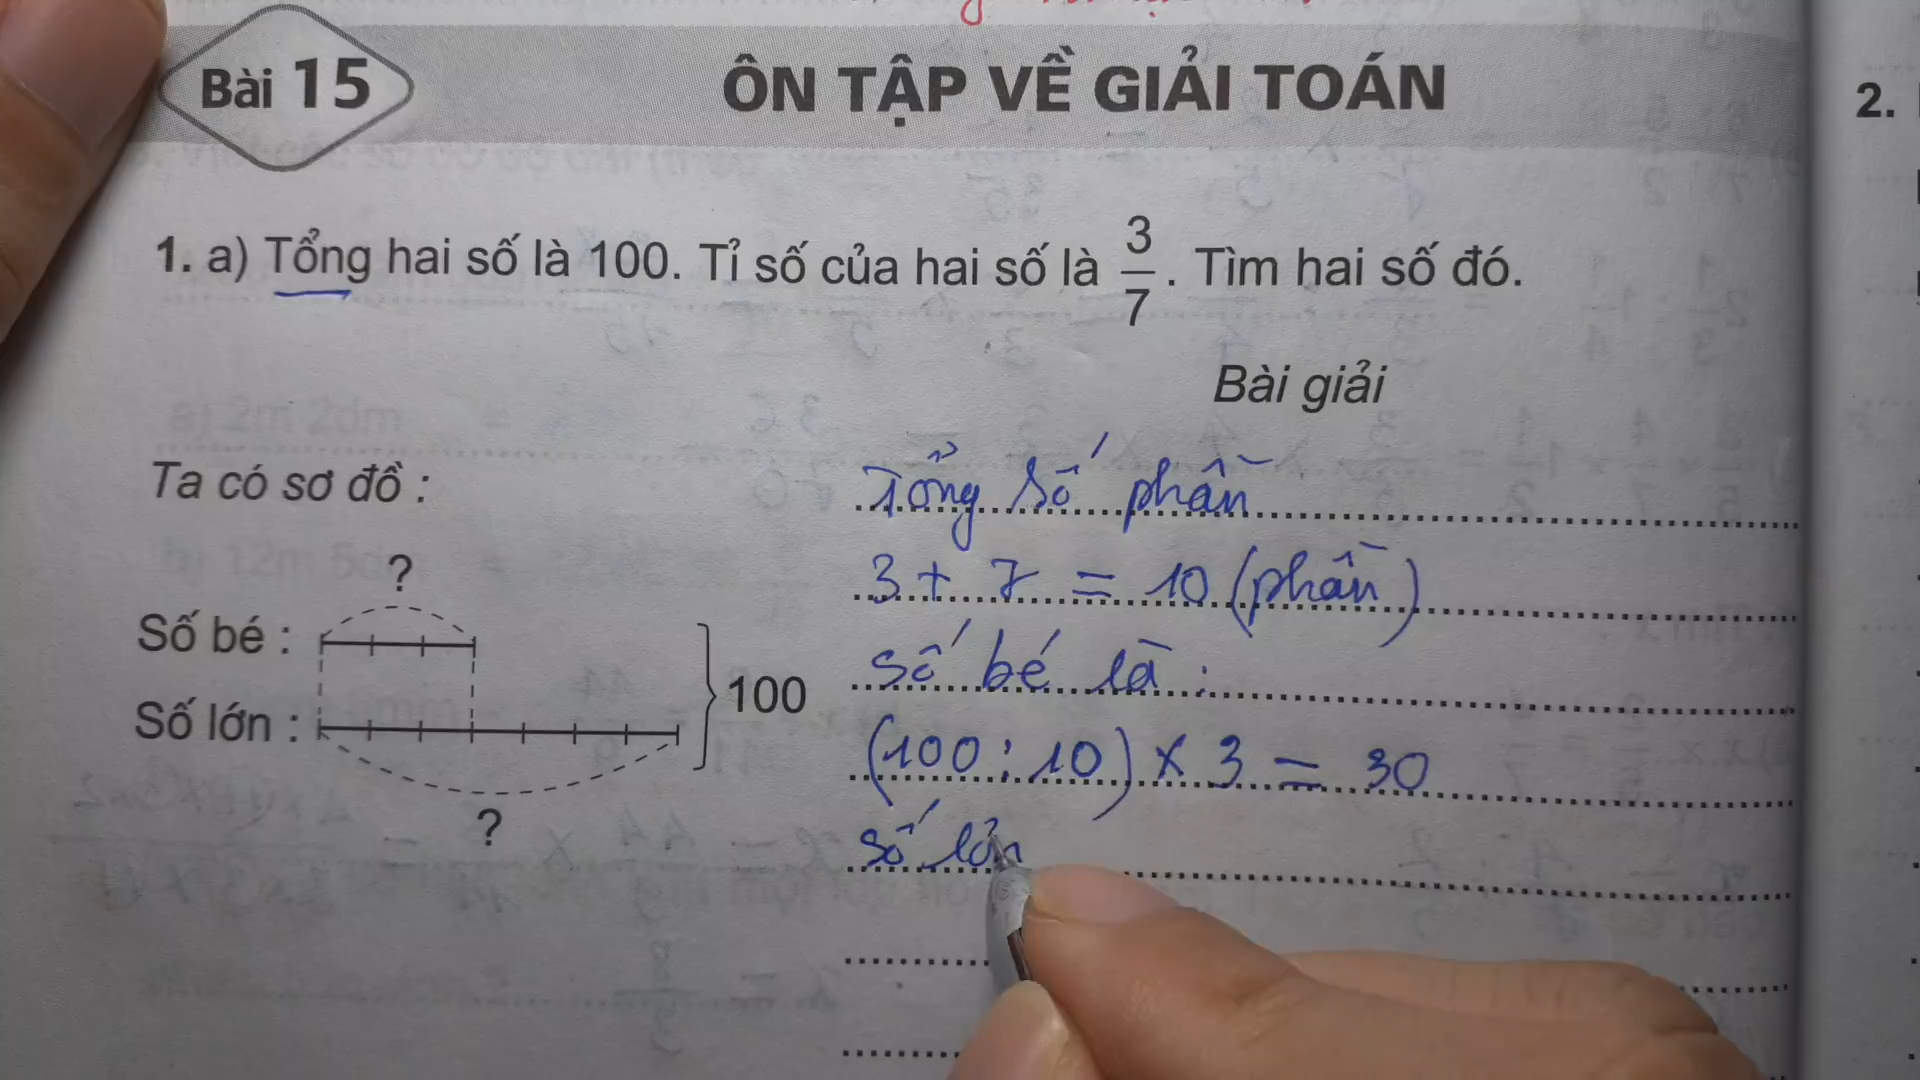 Bài 15
ÔN TẬP VỀ GIẢI TOÁN
2.
1. a) Tổng hai số là 100. Tỉ số của hai số là 3/7 . Tìm hai số đó.
Bài giải
Ta có sơ đồ :
Tổng số phần
3 + 7 = 10 (phần)
?
Số bé :
số bé là :
100
Số lớn :
(100 : 10) x 3 = 30
?
số lớn